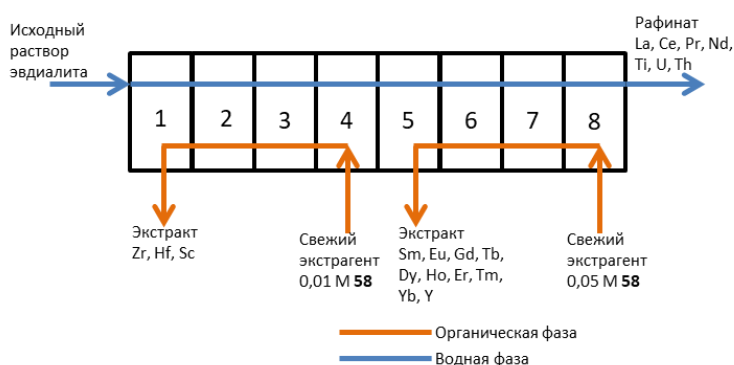 Исходный
раствор
эвдиалита
Рафинат
La, Ce, Pr, Nd,
Ti, U, Th
1 2 3 4 5 6 7 8
Экстракт
Zr, Hf, Sc
Свежий
экстрагент
0,01 М 58
Экстракт
Sm, Eu, Gd, Tb,
Dy, Ho, Er, Tm,
Yb, Y
Свежий
экстрагент
0,05 М 58
Органическая фаза
Водная фаза